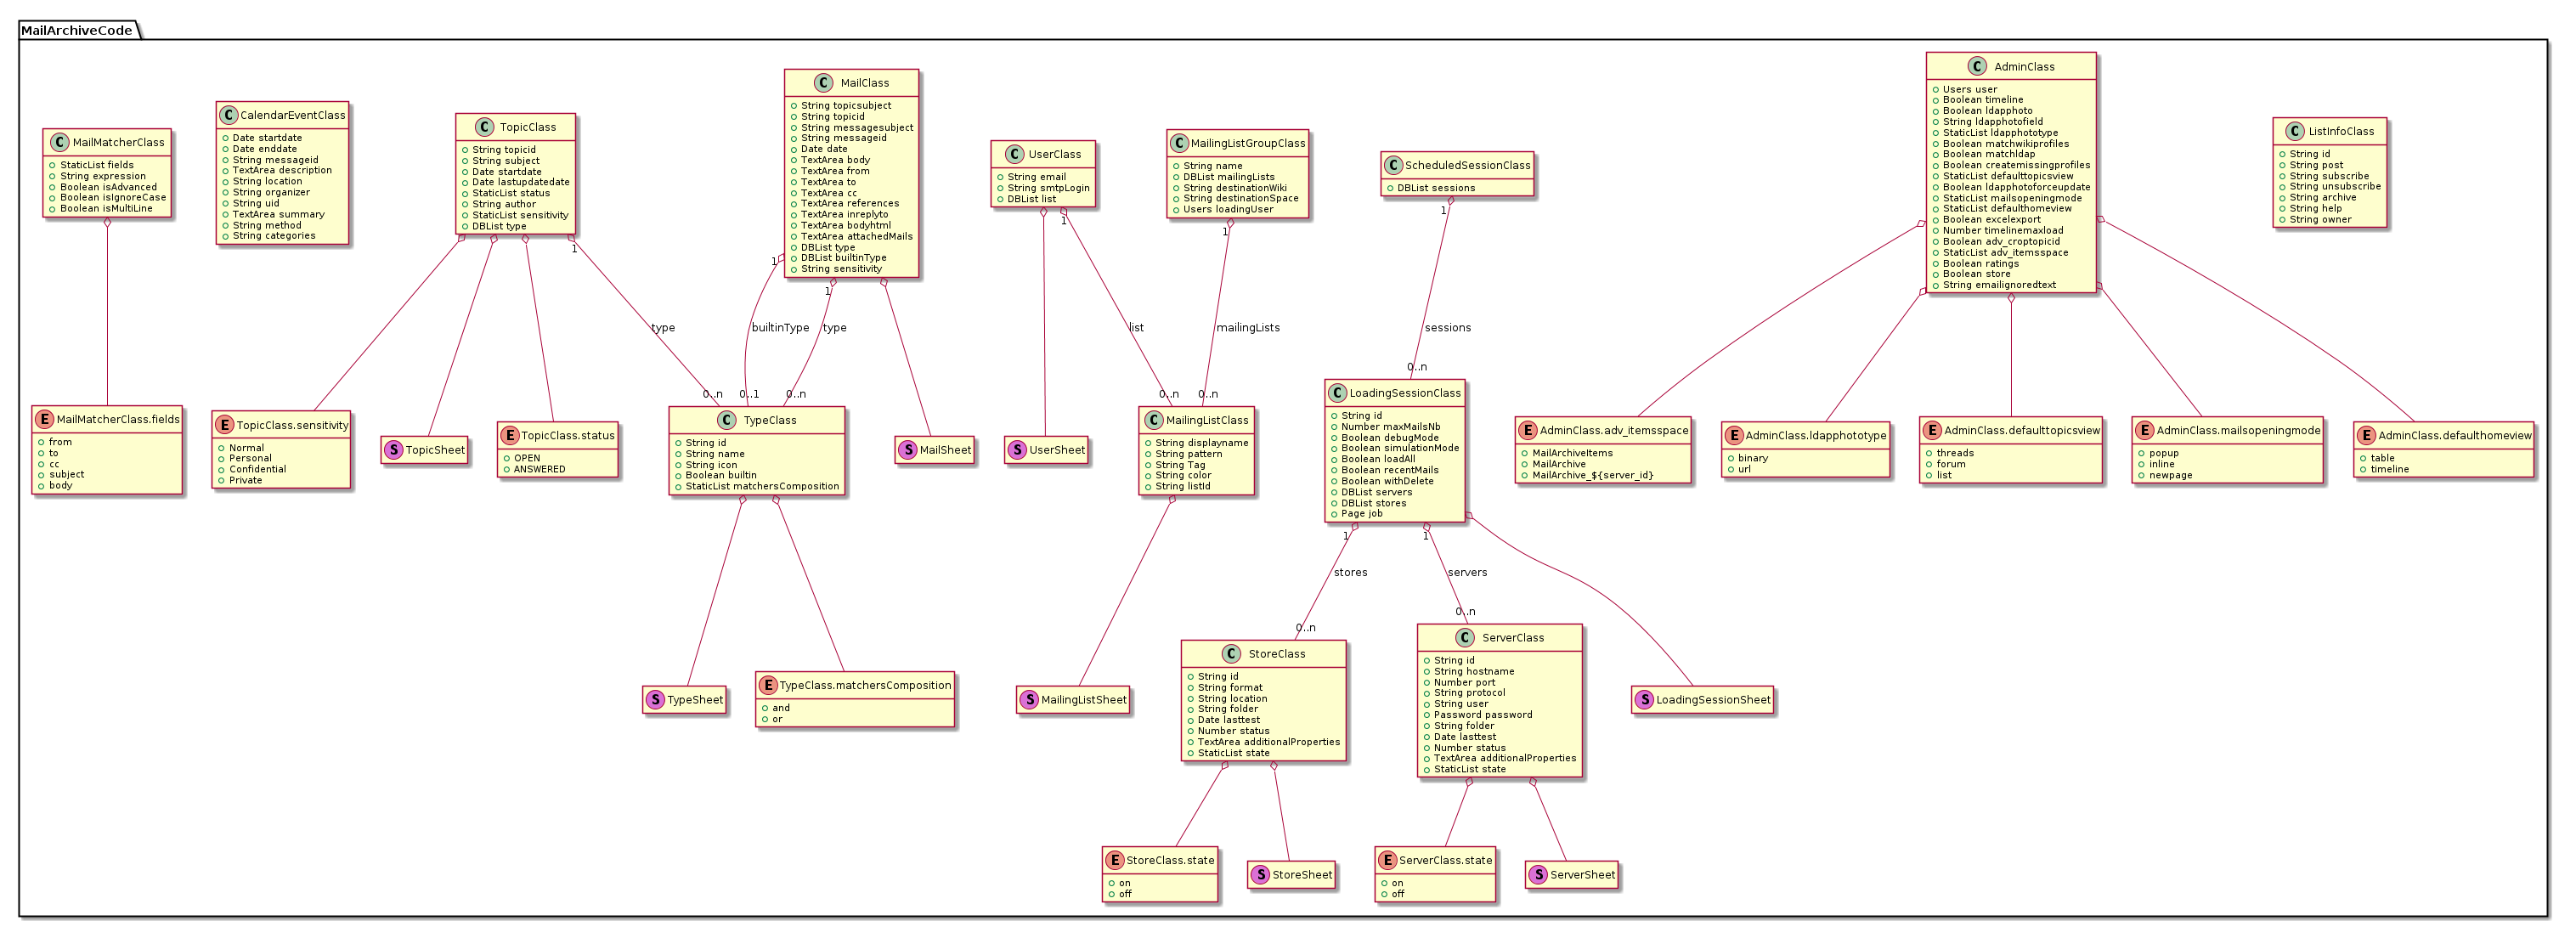 MailArchiveCode
C MailMatcherClass
StaticList fields
String expression
Boolean isAdvanced
Boolean isIgnoreCase
Boolean isMultiLine
C CalendarEventClass
Date startdate
Date enddate
String messageid
TextArea description
String location
String organizer
String uid
TextArea summary
String method
String categories
C TopicClass
String topicid
String subject
Date startdate
Date lastupdatedate
StaticList status
String author
StaticList sensitivity
DBList type
C MailClass
String topicsubject
String topicid
String messagesubject
String messageid
Date date
TextArea body
TextArea from
TextArea to
TextArea cc
TextArea references
TextArea inreplyto
TextArea bodyhtml
TextArea attachedMails
DBList type
DBList builtinType
String sensitivity
C UserClass
String email
String smtpLogin
DBList list
C MailingListGroupClass
String name
DBList mailingLists
String destinationWiki
String destinationSpace
Users loadingUser
C ScheduledSessionClass
DBList sessions
C AdminClass
Users user
Boolean timeline
Boolean ldapphoto
String ldapphotofield
StaticList ldapphototype
Boolean matchwikiprofiles
Boolean matchldap
Boolean createmissingprofiles
StaticList defaulttopicsview
Boolean ldapphotoforceupdate
StaticList mailsopeningmode
StaticList defaulthomeview
Boolean excelexport
Number timelinemaxload
Boolean adv_croptopicid
StaticList adv_itemsspace
Boolean ratings
Boolean store
String emailignoredtext
C ListInfoClass
String id
String post
String subscribe
String unsubscribe
String archive
String help
String owner
1
1
1
1
1
1
type
builtinType
type
list
mailingLists
sessions
0..n
0..1
0..n
0..n
0..n
0..n
E MailMatcherClass.fields
from
to
cc
subject
body
E TopicClass.sensitivity
Normal
Personal
Confidential
Private
S TopicSheet
E TopicClass.status
OPEN
ANSWERED
C TypeClass
String id
String name
String icon
Boolean builtin
StaticList matchersComposition
S MailSheet
S UserSheet
C MailingListClass
String displayname
String pattern
String Tag
String color
String listId
C LoadingSessionClass
String id
Number maxMailsNb
Boolean debugMode
Boolean simulationMode
Boolean loadAll
Boolean recentMails
Boolean withDelete
DBList servers
DBList stores
Page job
E AdminClass.adv_itemsspace
MailArchiveItems
MailArchive
MailArchive_${server_id}
E AdminClass.ldapphototype
binary
url
E AdminClass.defaulttopicsview
threads
forum
list
E AdminClass.mailsopeningmode
popup
inline
newpage
E AdminClass.defaulthomeview
table
timeline
1
1
stores
servers
0..n
0..n
S TypeSheet
E TypeClass.matchersComposition
and
or
S MailingListSheet
C StoreClass
String id
String format
String location
String folder
Date lasttest
Number status
TextArea additionalProperties
StaticList state
C ServerClass
String id
String hostname
Number port
String protocol
String user
Password password
String folder
Date lasttest
Number status
TextArea additionalProperties
StaticList state
S LoadingSessionSheet
E StoreClass.state
on
off
S StoreSheet
E ServerClass.state
on
off
S ServerSheet